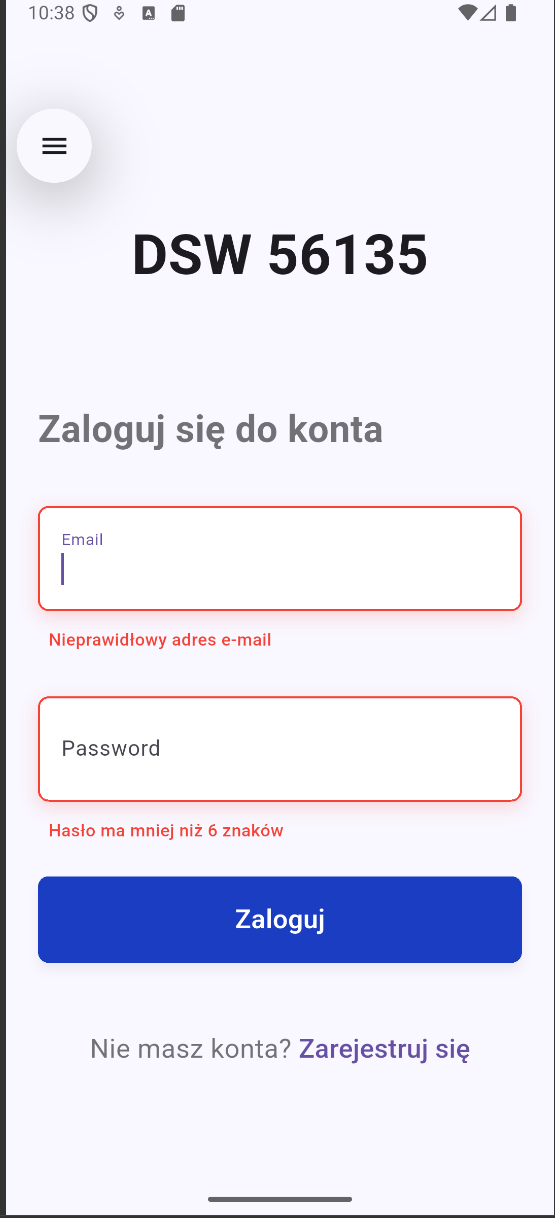 10:38
DSW 56135
Zaloguj się do konta
Email
Nieprawidłowy adres e-mail
Password
Hasło ma mniej niż 6 znaków
Zaloguj
Nie masz konta? Zarejestruj się